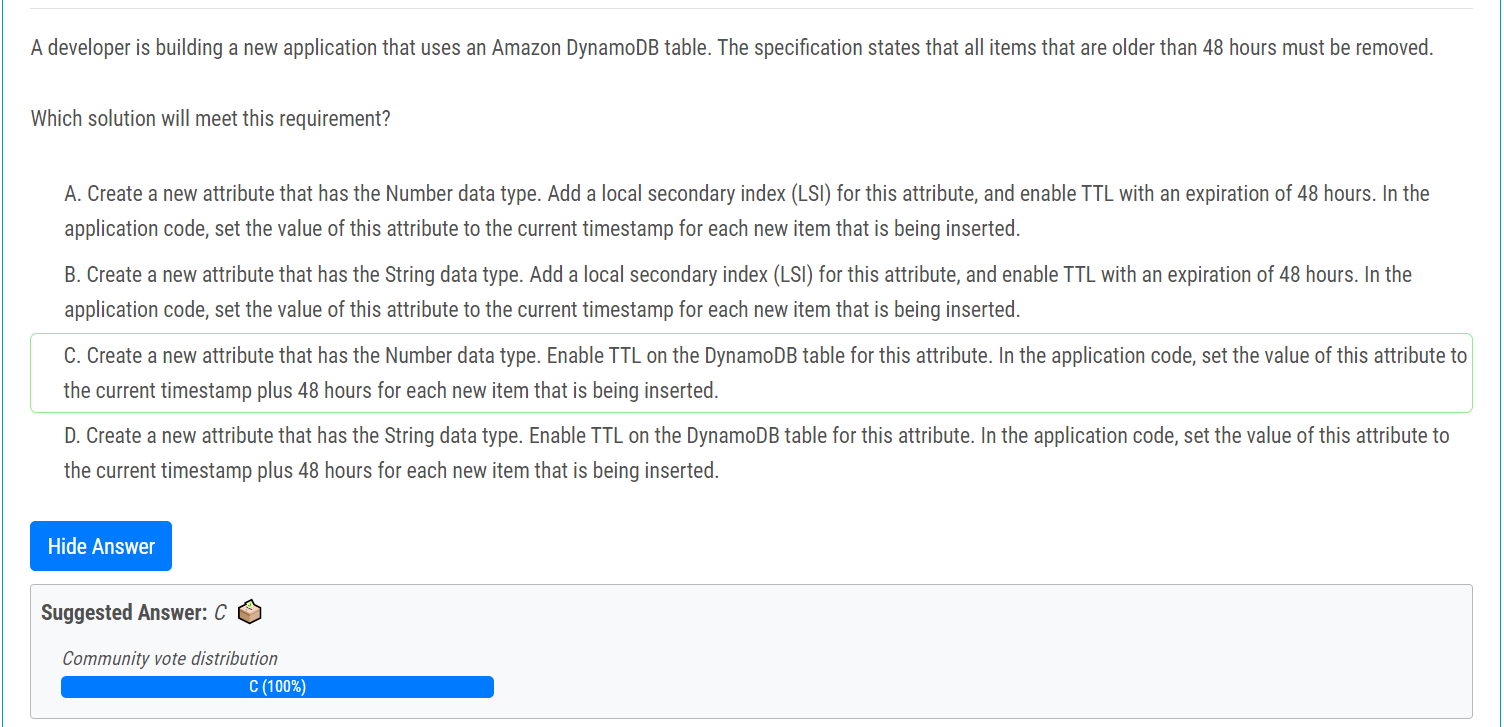 A developer is building a new application that uses an Amazon DynamoDB table. The specification states that all items that are older than 48 hours must be removed.
Which solution will meet this requirement?
A. Create a new attribute that has the Number data type. Add a local secondary index (LSI) for this attribute, and enable TTL with an expiration of 48 hours. In the
application code, set the value of this attribute to the current timestamp for each new item that is being inserted.
B. Create a new attribute that has the String data type. Add a local secondary index (LSI) for this attribute, and enable TTL with an expiration of 48 hours. In the
application code, set the value of this attribute to the current timestamp for each new item that is being inserted.
C. Create a new attribute that has the Number data type. Enable TTL on the DynamoDB table for this attribute. In the application code, set the value of this attribute to
the current timestamp plus 48 hours for each new item that is being inserted.
D. Create a new attribute that has the String data type. Enable TTL on the DynamoDB table for this attribute. In the application code, set the value of this attribute to
the current timestamp plus 48 hours for each new item that is being inserted.
Hide Answer
Suggested Answer: C
Community vote distribution
C (100%)